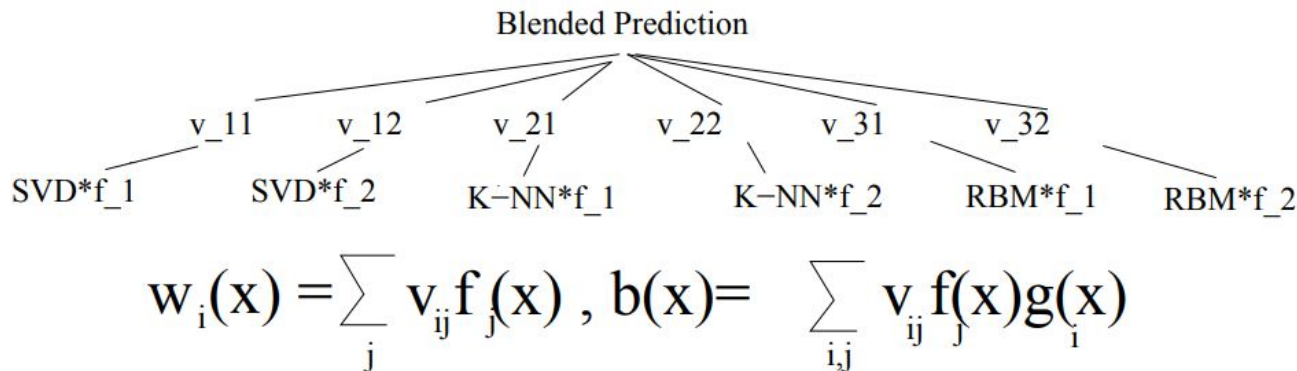 Blended Prediction
v_11 v_12 v_21 v_22 v_31 v_32
SVD*f_1 SVD*f_2 K−NN*f_1 K−NN*f_2 RBM*f_1 RBM*f_2
w_i(x) = ∑_j v_ij f_j(x) , b(x)= ∑_i,j v_ij f_j(x)g_i(x)